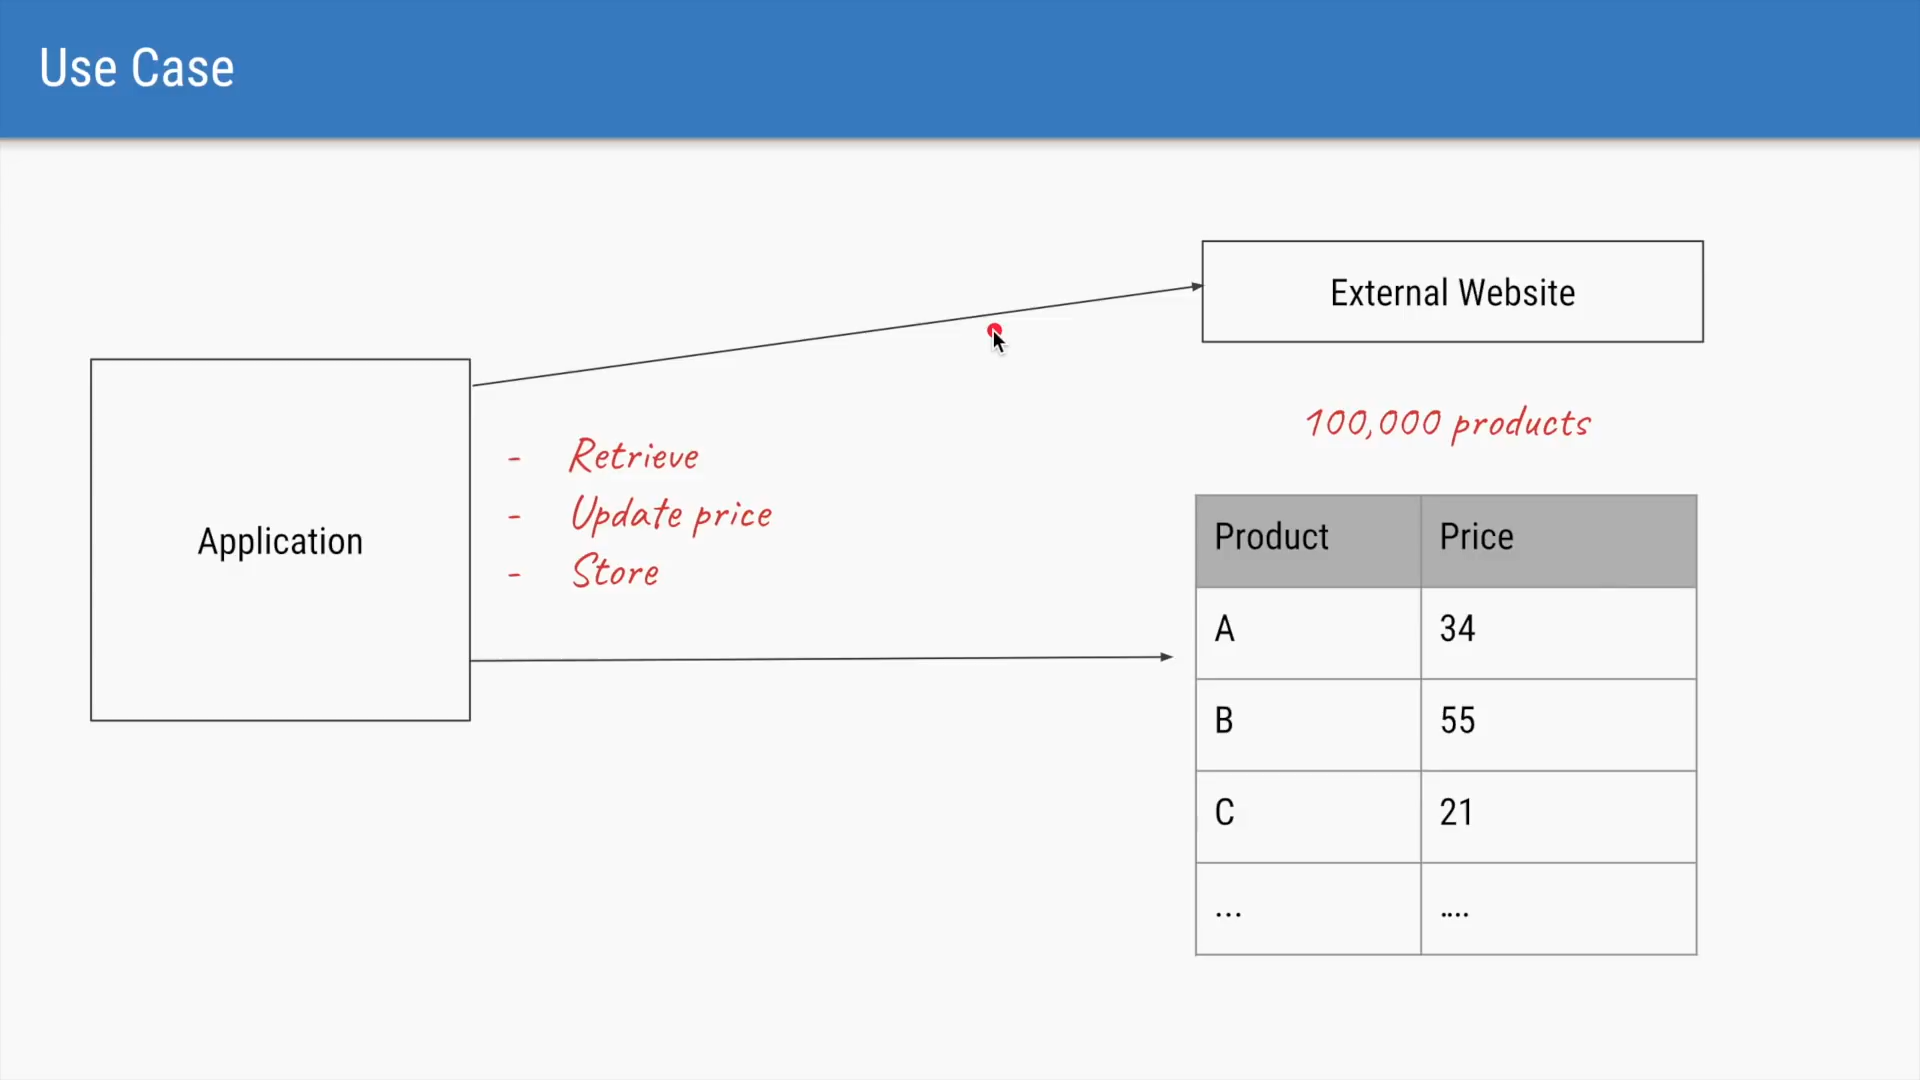 Use Case
External Website
100,000 products
Application
- Retrieve
- Update price
- Store
Product Price
A 34
B 55
C 21
... ....